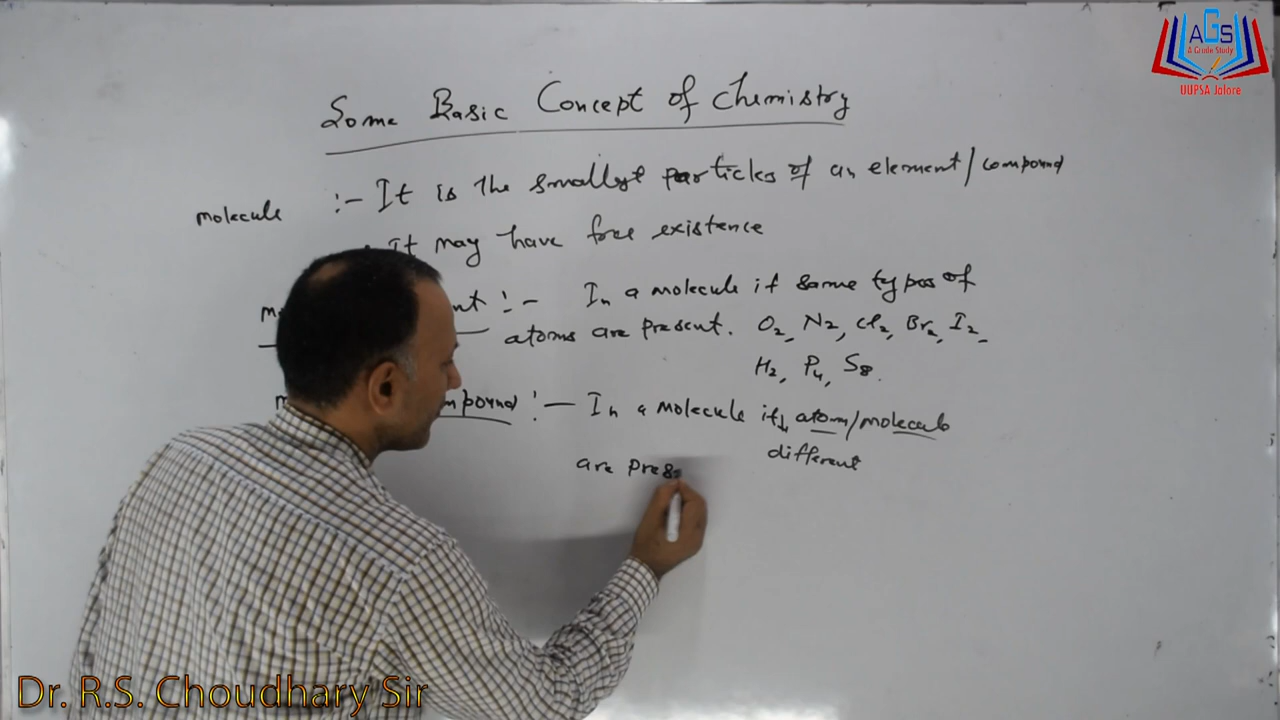 AGS
A Grade Study
UUPSA Jalore
Some Basic Concept of Chemistry
molecule :- It is the smallest particles of an element/compound
It may have free existence
:- In a molecule if same types of
atoms are present. O2, N2, Cl2, Br2, I2,
H2, P4, S8.
:- In a molecule if↓ atom/molecule
different
are
Dr. R.S. Choudhary Sir